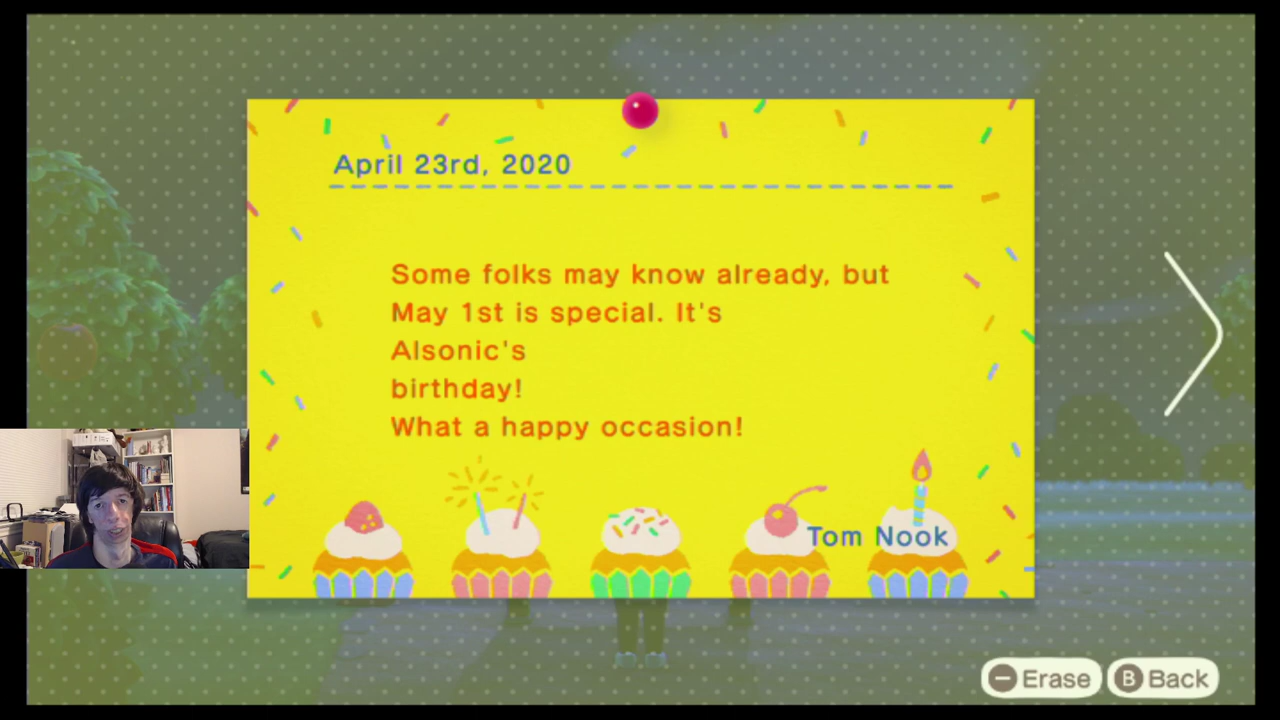 April 23rd, 2020
Some folks may know already, but
May 1st is special. It's
Alsonic's
birthday!
What a happy occasion!
Tom Nook
Erase
B Back